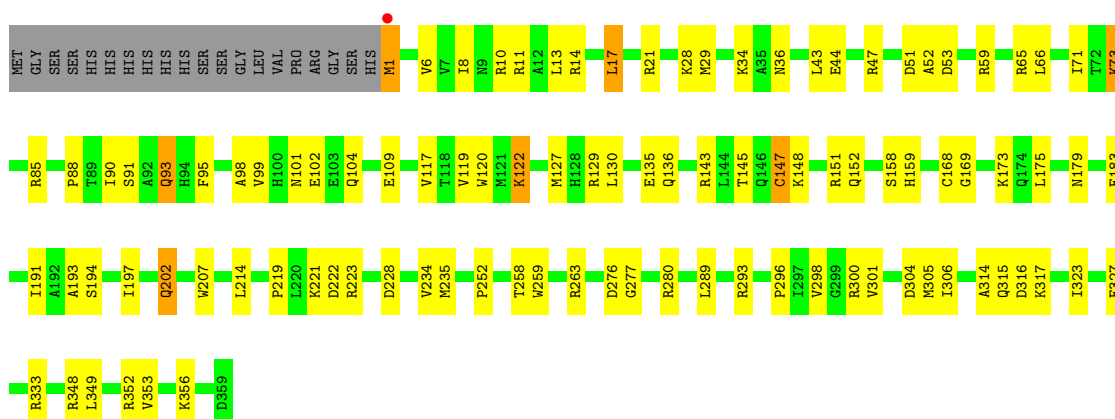 MET GLY SER SER HIS HIS HIS HIS HIS HIS SER SER GLY LEU VAL PRO ARG GLY SER HIS M1 V6 V7 I8 N9 R10 R11 A12 L13 R14 L17 R21 K28 M29 K34 A35 N36 L43 E44 R47 D51 A52 D53 R59 R65 L66 I71 T72 K73
R85 P88 T89 I90 S91 A92 Q93 H94 F95 A98 V99 H100 N101 E102 E103 Q104 E109 V117 T118 V119 W120 M121 K122 M127 H128 R129 L130 E135 Q136 R143 L144 T145 Q146 C147 K148 R151 Q152 S158 H159 C168 G169 K173 Q174 L175 N179
I191 A192 A193 S194 I197 Q202 W207 L214 P219 L220 K221 D222 R223 D228 V234 M235 P252 T258 W259 R263 D276 G277 R280 L289 R293 P296 I297 V298 G299 R300 V301 D304 M305 I306 A314 Q315 D316 K317 I323
R333 R348 L349 R352 V353 K356 D359